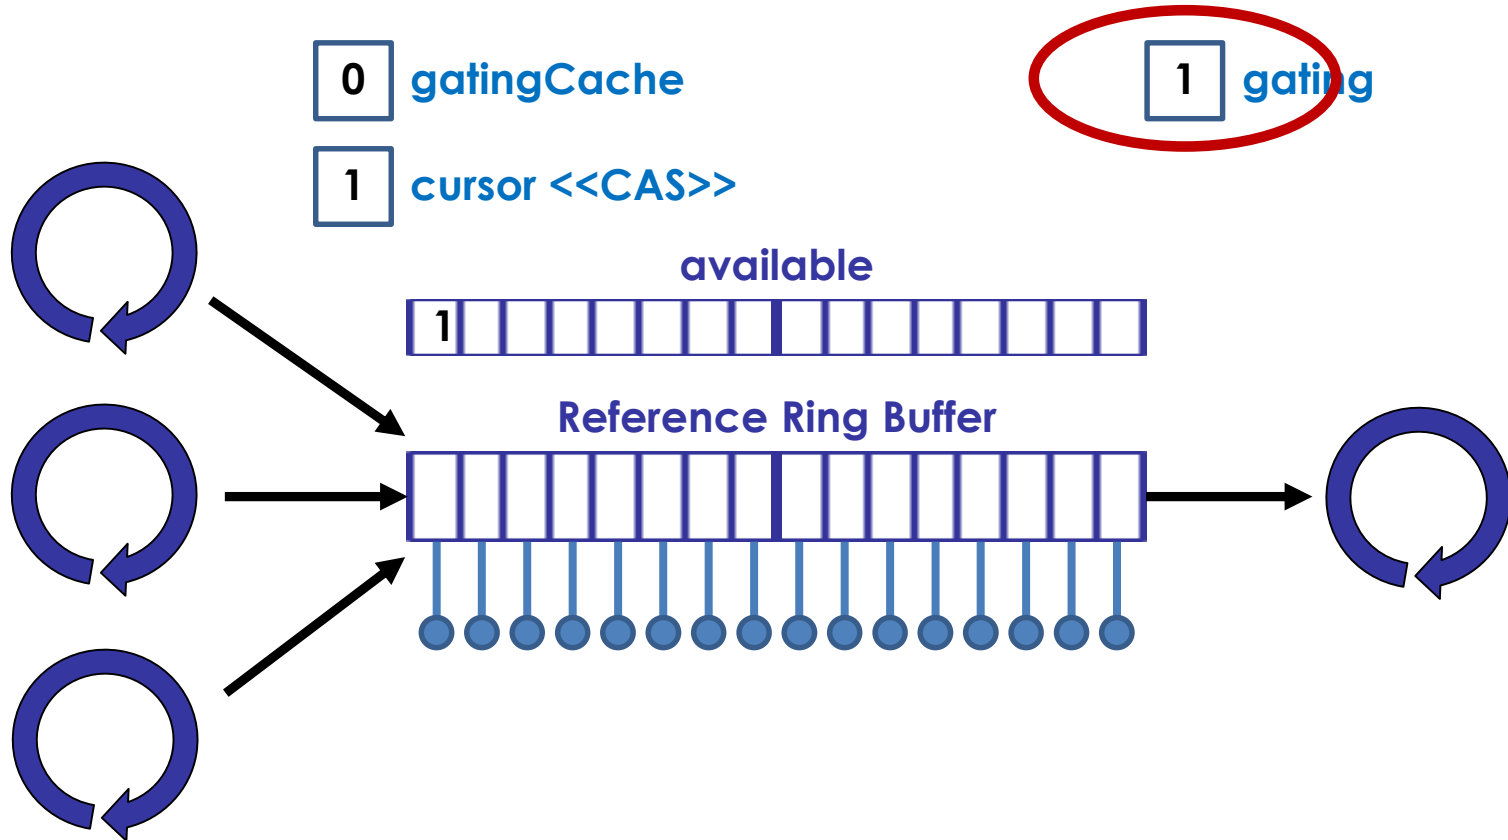 0 gatingCache
1 gating
1 cursor <<CAS>>
available
1
Reference Ring Buffer